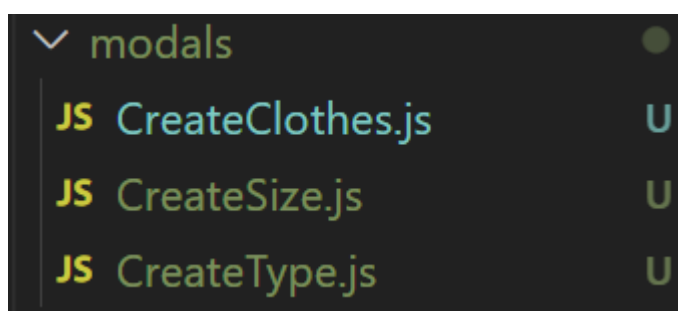 modals
JS CreateClothes.js U
JS CreateSize.js U
JS CreateType.js U